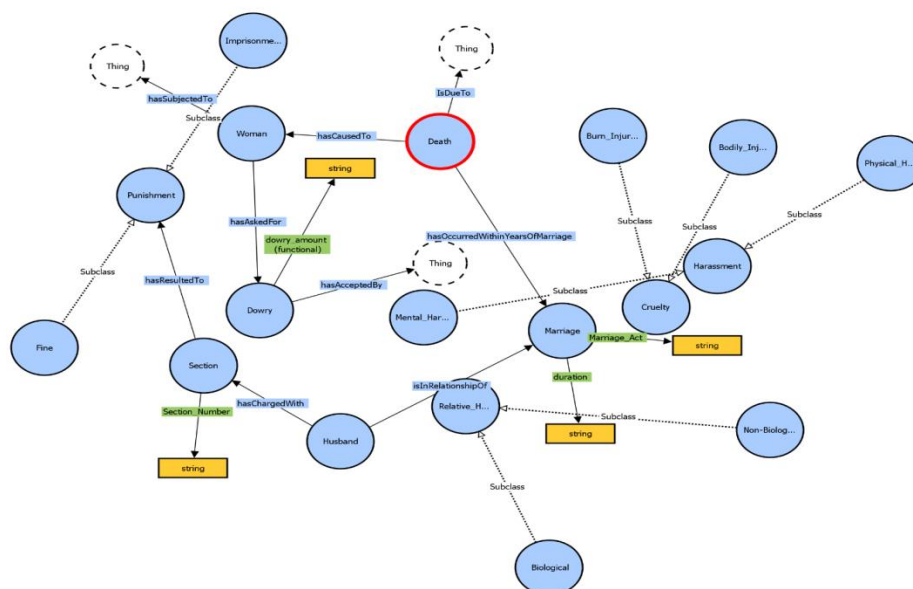 Imprisonme...
Thing
Thing
hasSubjectedTo
IsDueTo
Subclass
Woman
hasCausedTo
Death
Burn_Injur...
Bodily_Inj...
Physical_H...
string
Punishment
hasAskedFor
dowry_amount
(functional)
hasOccurredWithinYearsOfMarriage
Subclass
Subclass
Subclass
Subclass
Thing
Harassment
hasResultedTo
hasAcceptedBy
Subclass
Dowry
Mental_Har...
Cruelty
Marriage
Marriage_Act
string
Fine
Section
duration
isInRelationshipOf
Section_Number
hasChargedWith
Relative_H...
Subclass
Non-Biolog...
Husband
string
string
Subclass
Biological